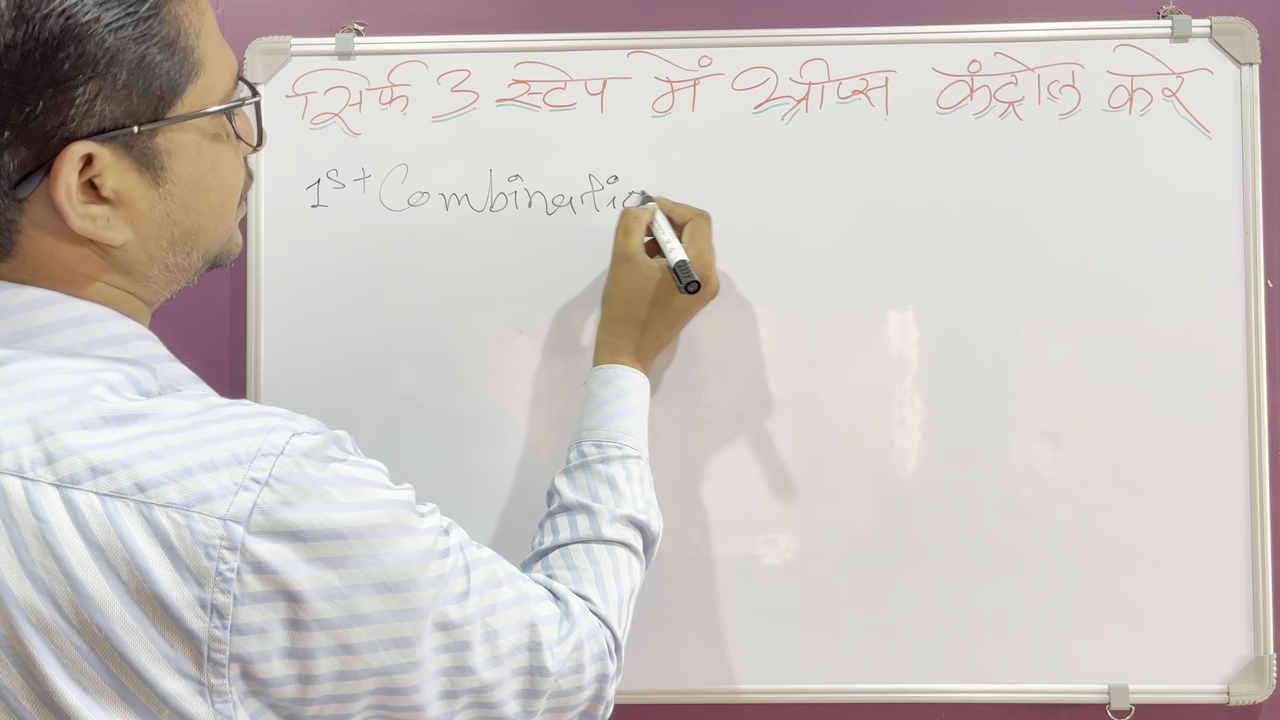 सिर्फ 3 स्टेप में थ्रीप्स कंट्रोल करे
1st Combinatio